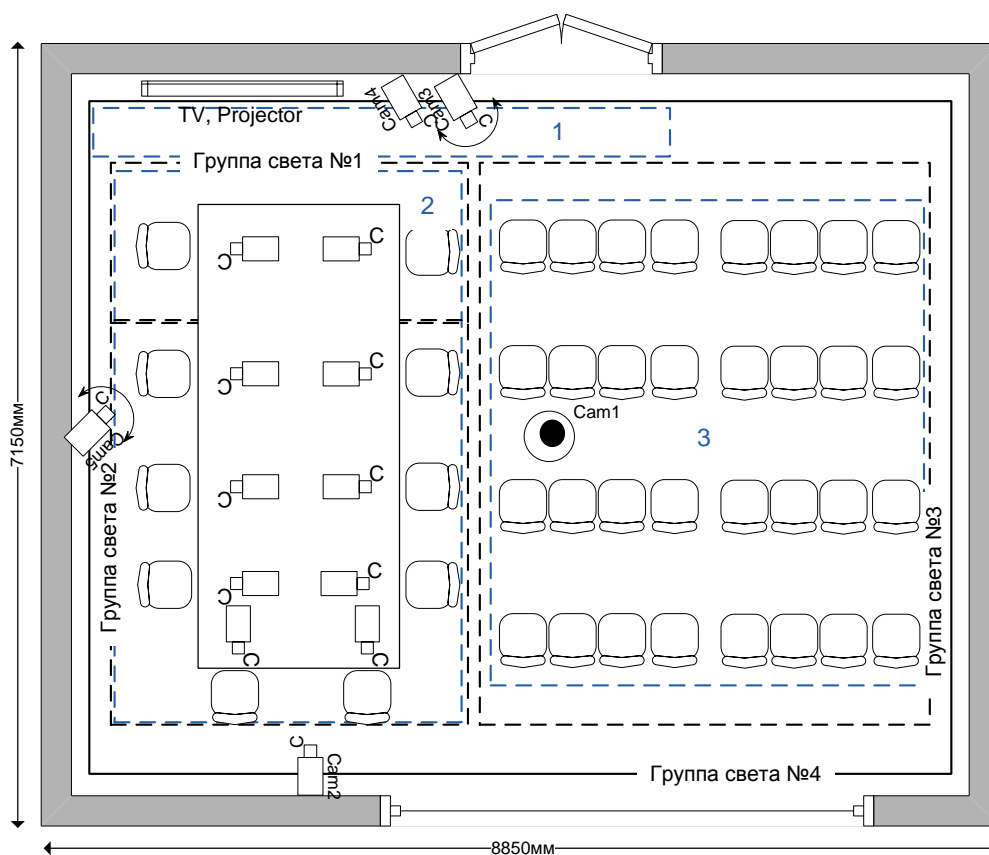 TV, Projector
Cam4
C
Cam3
C
1
Группа света №1
2
C
C
C
C
C
C
C
C
C
C
Cam1
3
C
Cam5
Группа света №2
Группа света №3
C
Cam2
Группа света №4
7150мм
8850мм